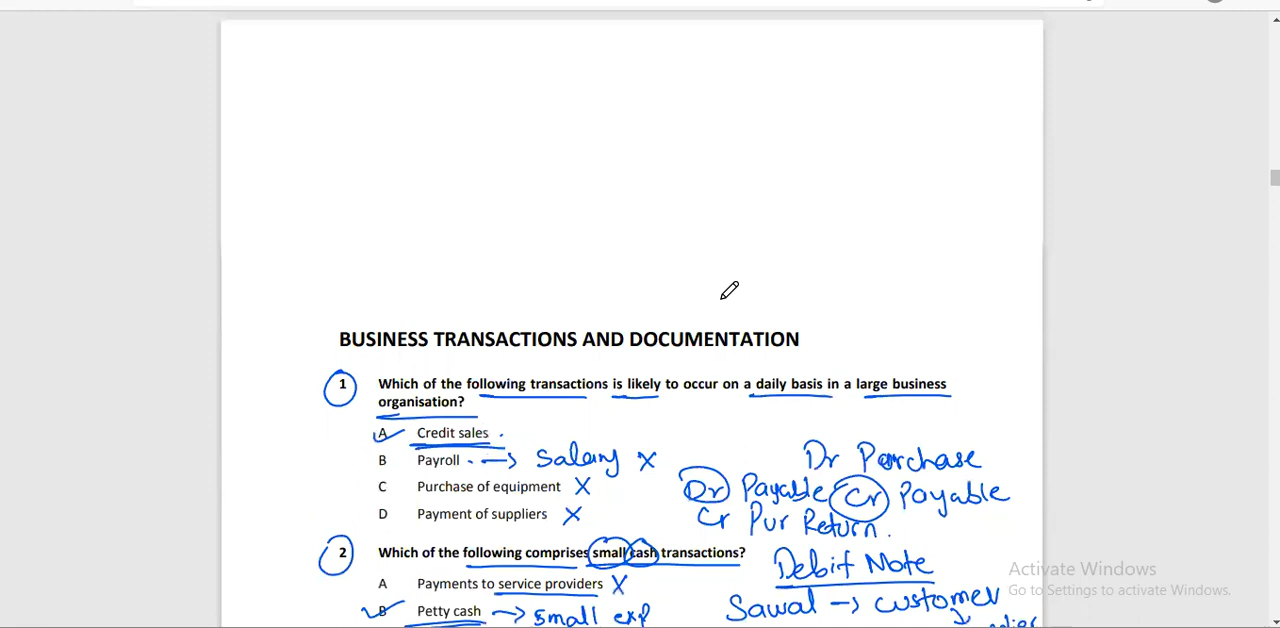 BUSINESS TRANSACTIONS AND DOCUMENTATION
1 Which of the following transactions is likely to occur on a daily basis in a large business
organisation?
A Credit sales
B Payroll → Salary X
C Purchase of equipment X
D Payment of suppliers X
Dr Purchase
Dr Payable Cr Payable
Cr Pur Return.
2 Which of the following comprises small cash transactions?
A Payments to service providers X
B Petty cash → small exp
Debit Note
Sawal → customer
Activate Windows
Go to Settings to activate Windows.